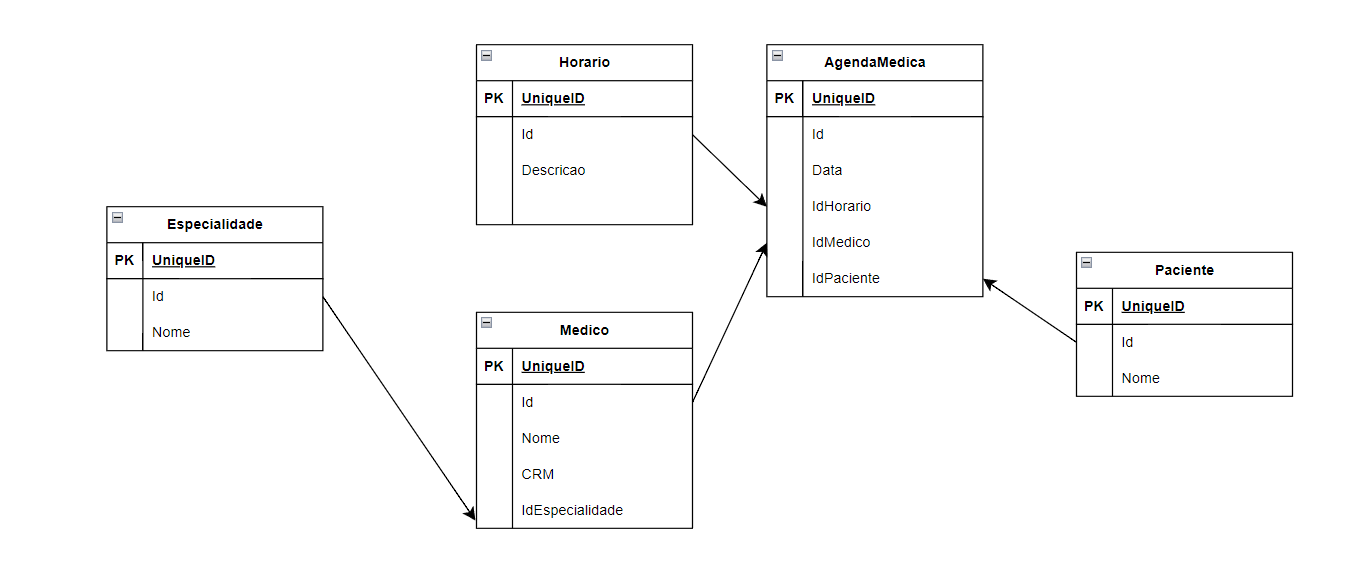 Horario
PK UniqueID
Id
Descricao
AgendaMedica
PK UniqueID
Id
Data
IdHorario
IdMedico
IdPaciente
Especialidade
PK UniqueID
Id
Nome
Medico
PK UniqueID
Id
Nome
CRM
IdEspecialidade
Paciente
PK UniqueID
Id
Nome